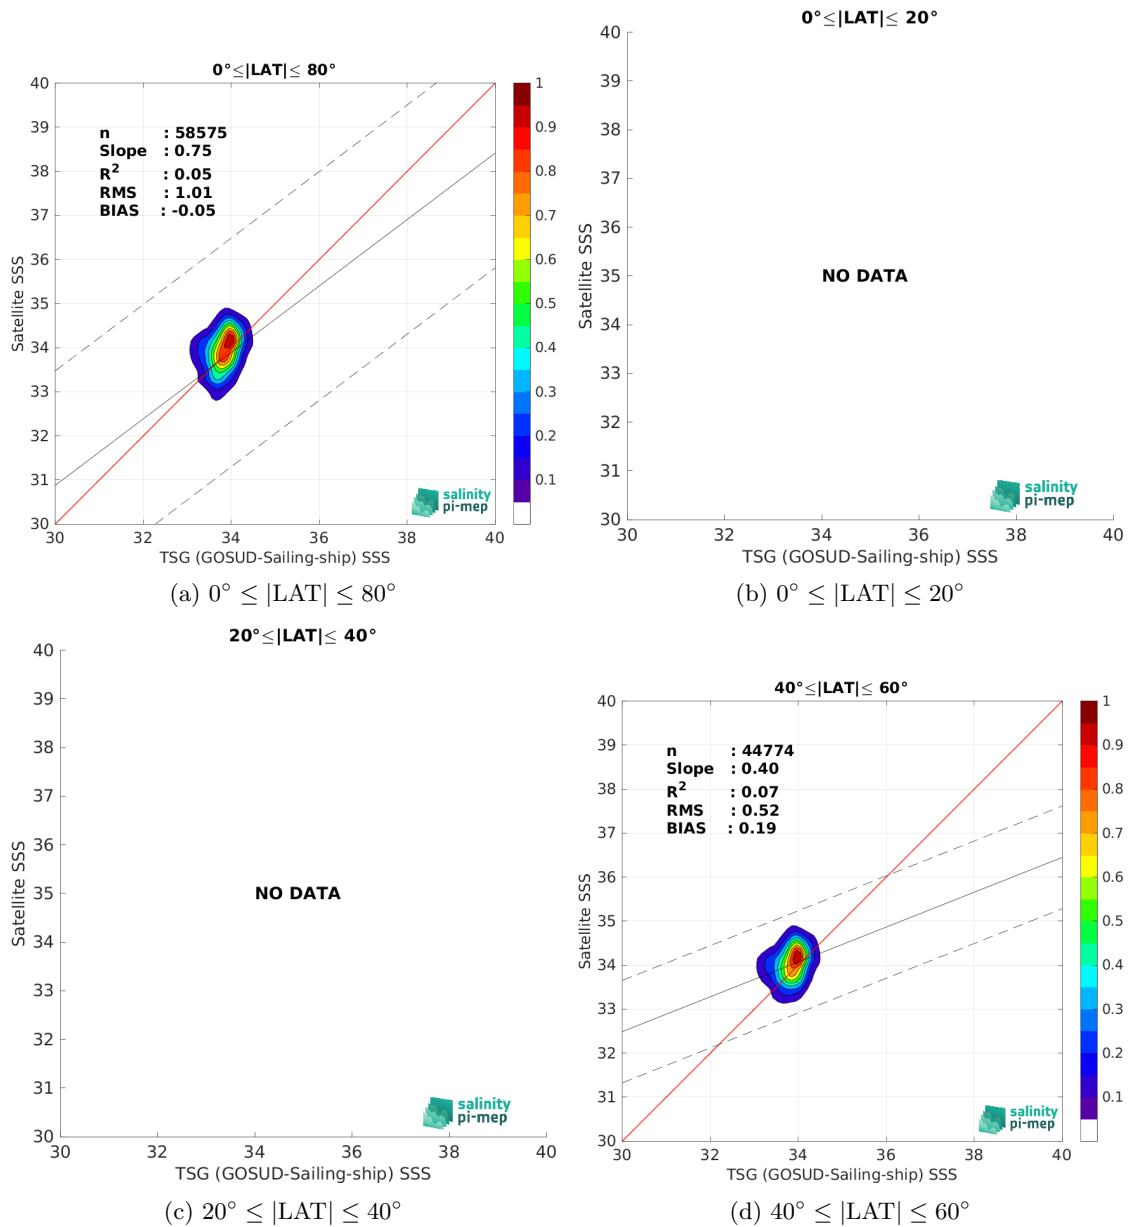 0°≤|LAT|≤ 80°
n : 58575
Slope : 0.75
R² : 0.05
RMS : 1.01
BIAS : -0.05
40
39
38
37
36
35
34
33
32
31
30
30 32 34 36 38 40
Satellite SSS
TSG (GOSUD-Sailing-ship) SSS
1
0.9
0.8
0.7
0.6
0.5
0.4
0.3
0.2
0.1
salinity
pi-mep
(a) 0° ≤ |LAT| ≤ 80°
0°≤|LAT|≤ 20°
40
39
38
37
36
35
34
33
32
31
30
30 32 34 36 38 40
Satellite SSS
NO DATA
TSG (GOSUD-Sailing-ship) SSS
salinity
pi-mep
(b) 0° ≤ |LAT| ≤ 20°
20°≤|LAT|≤ 40°
40
39
38
37
36
35
34
33
32
31
30
30 32 34 36 38 40
Satellite SSS
NO DATA
TSG (GOSUD-Sailing-ship) SSS
salinity
pi-mep
(c) 20° ≤ |LAT| ≤ 40°
40°≤|LAT|≤ 60°
n : 44774
Slope : 0.40
R² : 0.07
RMS : 0.52
BIAS : 0.19
40
39
38
37
36
35
34
33
32
31
30
30 32 34 36 38 40
Satellite SSS
TSG (GOSUD-Sailing-ship) SSS
1
0.9
0.8
0.7
0.6
0.5
0.4
0.3
0.2
0.1
salinity
pi-mep
(d) 40° ≤ |LAT| ≤ 60°